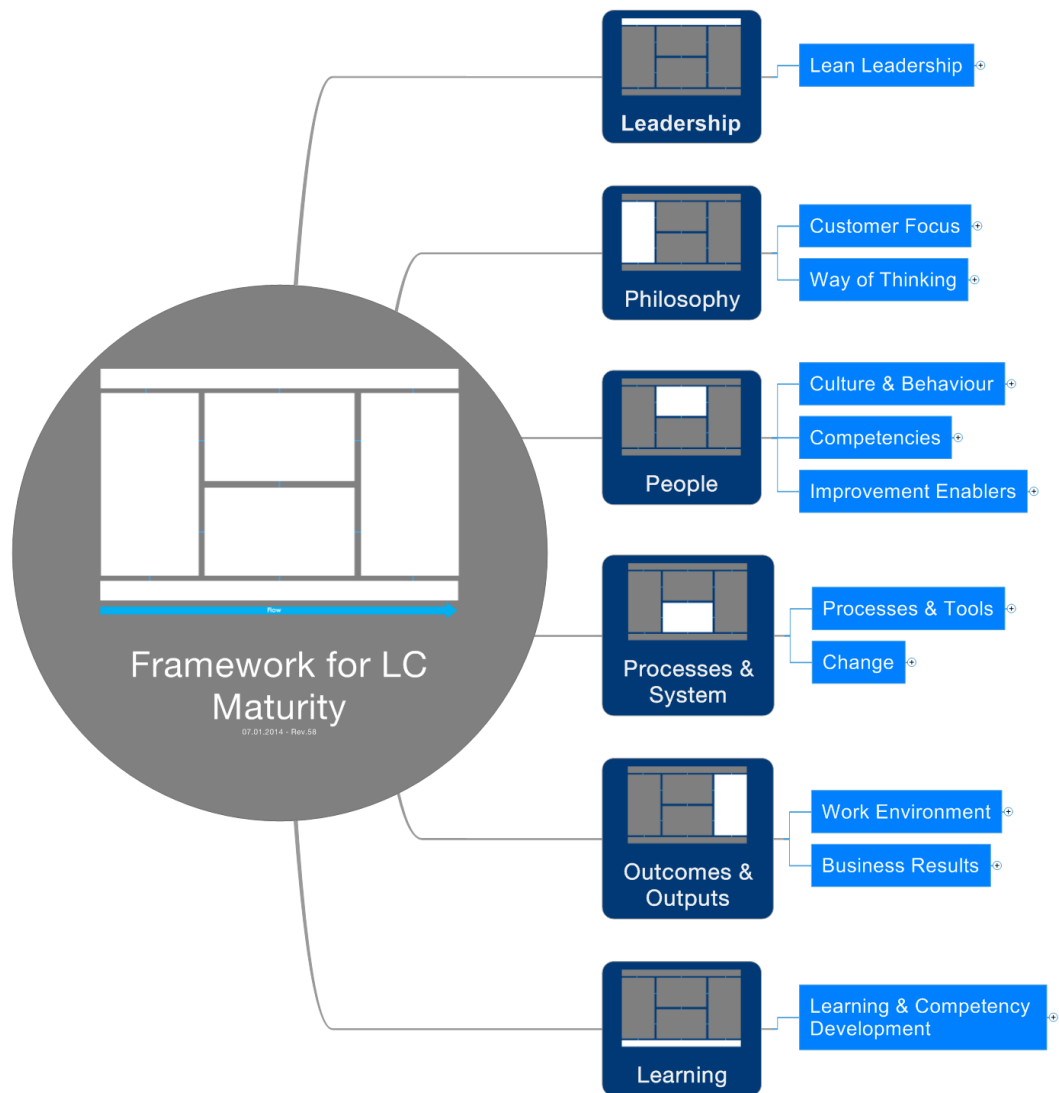 Leadership
Lean Leadership
Philosophy
Customer Focus
Way of Thinking
People
Culture & Behaviour
Competencies
Improvement Enablers
Flow
Framework for LC
Maturity
07.01.2014 - Rev.58
Processes &
System
Processes & Tools
Change
Outcomes &
Outputs
Work Environment
Business Results
Learning
Learning & Competency
Development